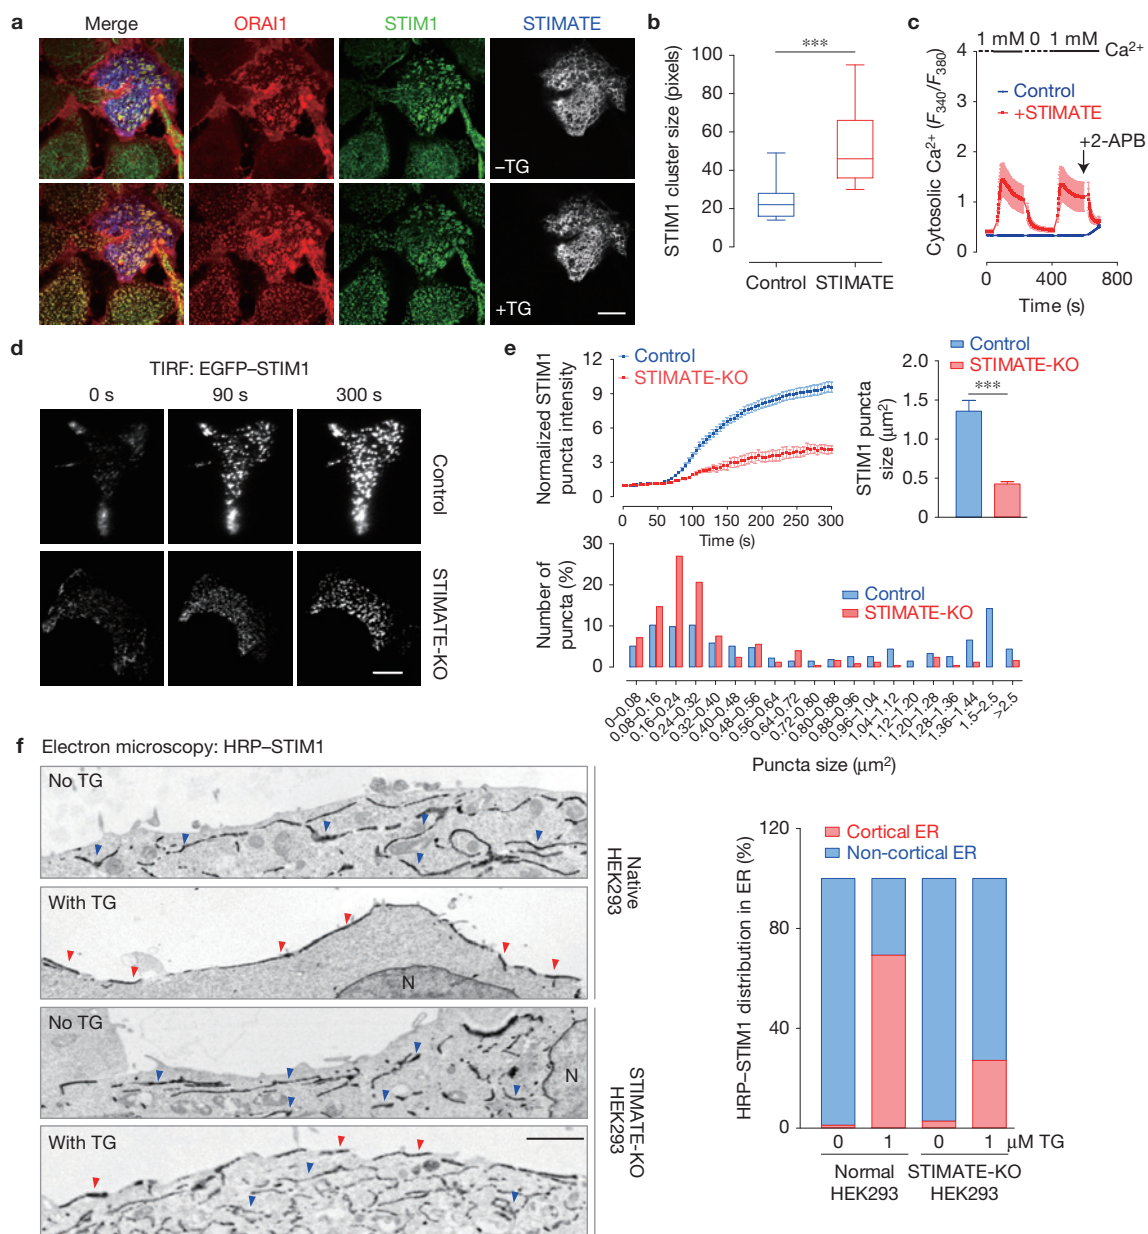 a
Merge
ORAI1
STIM1
STIMATE
–TG
+TG
b
STIM1 cluster size (pixels)
100
80
60
40
20
0
***
Control
STIMATE
c
1 mM 0 1 mM
Ca2+
Cytosolic Ca2+ (F340/F380)
4
3
2
1
0
Control
+STIMATE
+2-APB
0
400
800
Time (s)
d
TIRF: EGFP–STIM1
0 s
90 s
300 s
Control
STIMATE-KO
e
Normalized STIM1
puncta intensity
12
9
6
3
0
Control
STIMATE-KO
0
50
100
150
200
250
300
Time (s)
Control
STIMATE-KO
STIM1 puncta
size (µm2)
2.0
1.5
1.0
0.5
0
***
Number of
puncta (%)
30
20
10
0
Control
STIMATE-KO
0–0.08
0.08–0.16
0.16–0.24
0.24–0.32
0.32–0.40
0.40–0.48
0.48–0.56
0.56–0.64
0.64–0.72
0.72–0.80
0.80–0.88
0.88–0.96
0.96–1.04
1.04–1.12
1.12–1.20
1.20–1.28
1.28–1.36
1.36–1.44
1.5–2.5
>2.5
Puncta size (µm2)
f Electron microscopy: HRP–STIM1
No TG
With TG
N
Native
HEK293
No TG
N
With TG
STIMATE-KO
HEK293
HRP–STIM1 distribution in ER (%)
120
80
40
0
Cortical ER
Non-cortical ER
0 1 0 1 µM TG
Normal
HEK293
STIMATE-KO
HEK293